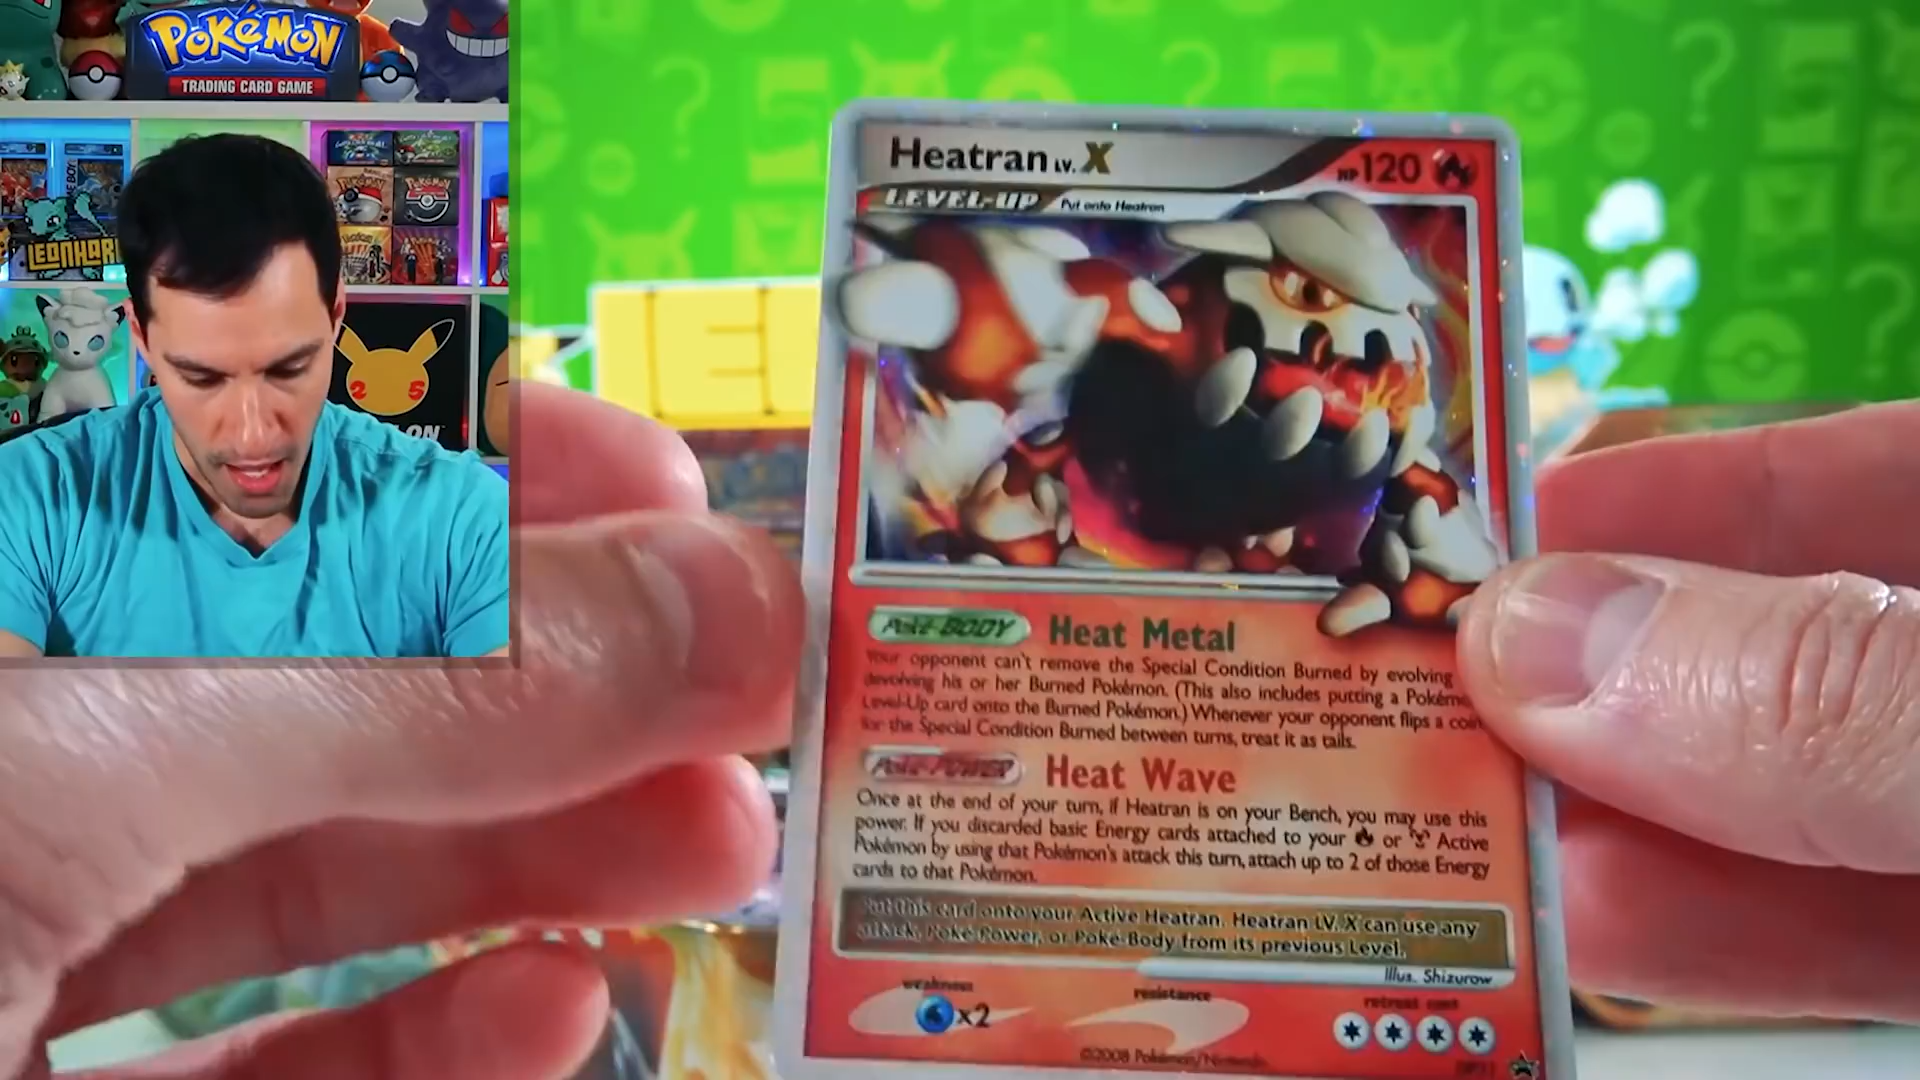 POKéMON
TRADING CARD GAME
LEONHAR
2 5
Heatran LV.X
HP120
LEVEL-UP Put onto Heatran
Poké-BODY Heat Metal
Your opponent can't remove the Special Condition Burned by evolving
devolving his or her Burned Pokémon. (This also includes putting a Pokémo
Level-Up card onto the Burned Pokémon.) Whenever your opponent flips a coin
for the Special Condition Burned between turns, treat it as tails.
Poké-POWER Heat Wave
Once at the end of your turn, if Heatran is on your Bench, you may use this
power. If you discarded basic Energy cards attached to your or Active
Pokémon by using that Pokémon's attack this turn, attach up to 2 of those Energy
cards to that Pokémon.
Put this card onto your Active Heatran. Heatran LV.X can use any
attack, Poké-Power, or Poké-Body from its previous Level.
Illus. Shizurow
weakness resistance retreat cost
x2
©2008 Pokémon/Nintendo